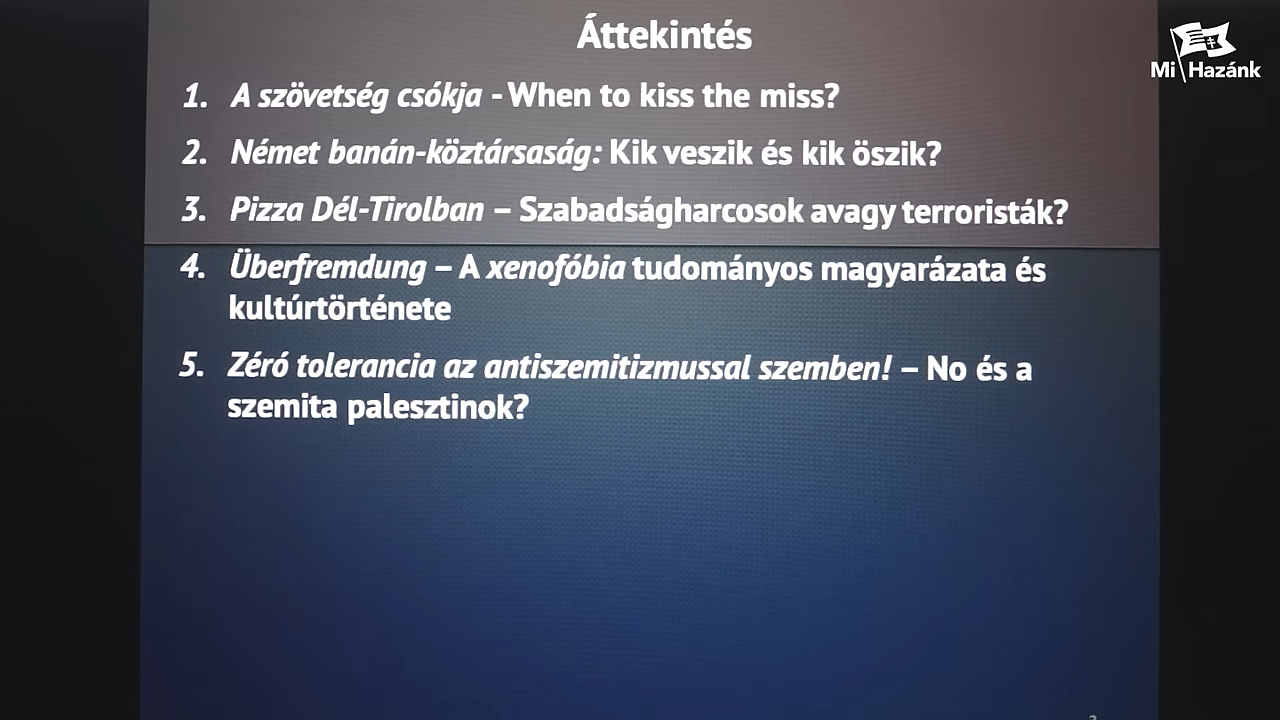 Áttekintés
Mi Hazánk
1. A szövetség csókja - When to kiss the miss?
2. Német banán-köztársaság: Kik veszik és kik öszik?
3. Pizza Dél-Tirolban – Szabadságharcosok avagy terroristák?
4. Überfremdung – A xenofóbia tudományos magyarázata és
kultúrtörténete
5. Zéró tolerancia az antiszemitizmussal szemben! – No és a
szemita palesztinok?